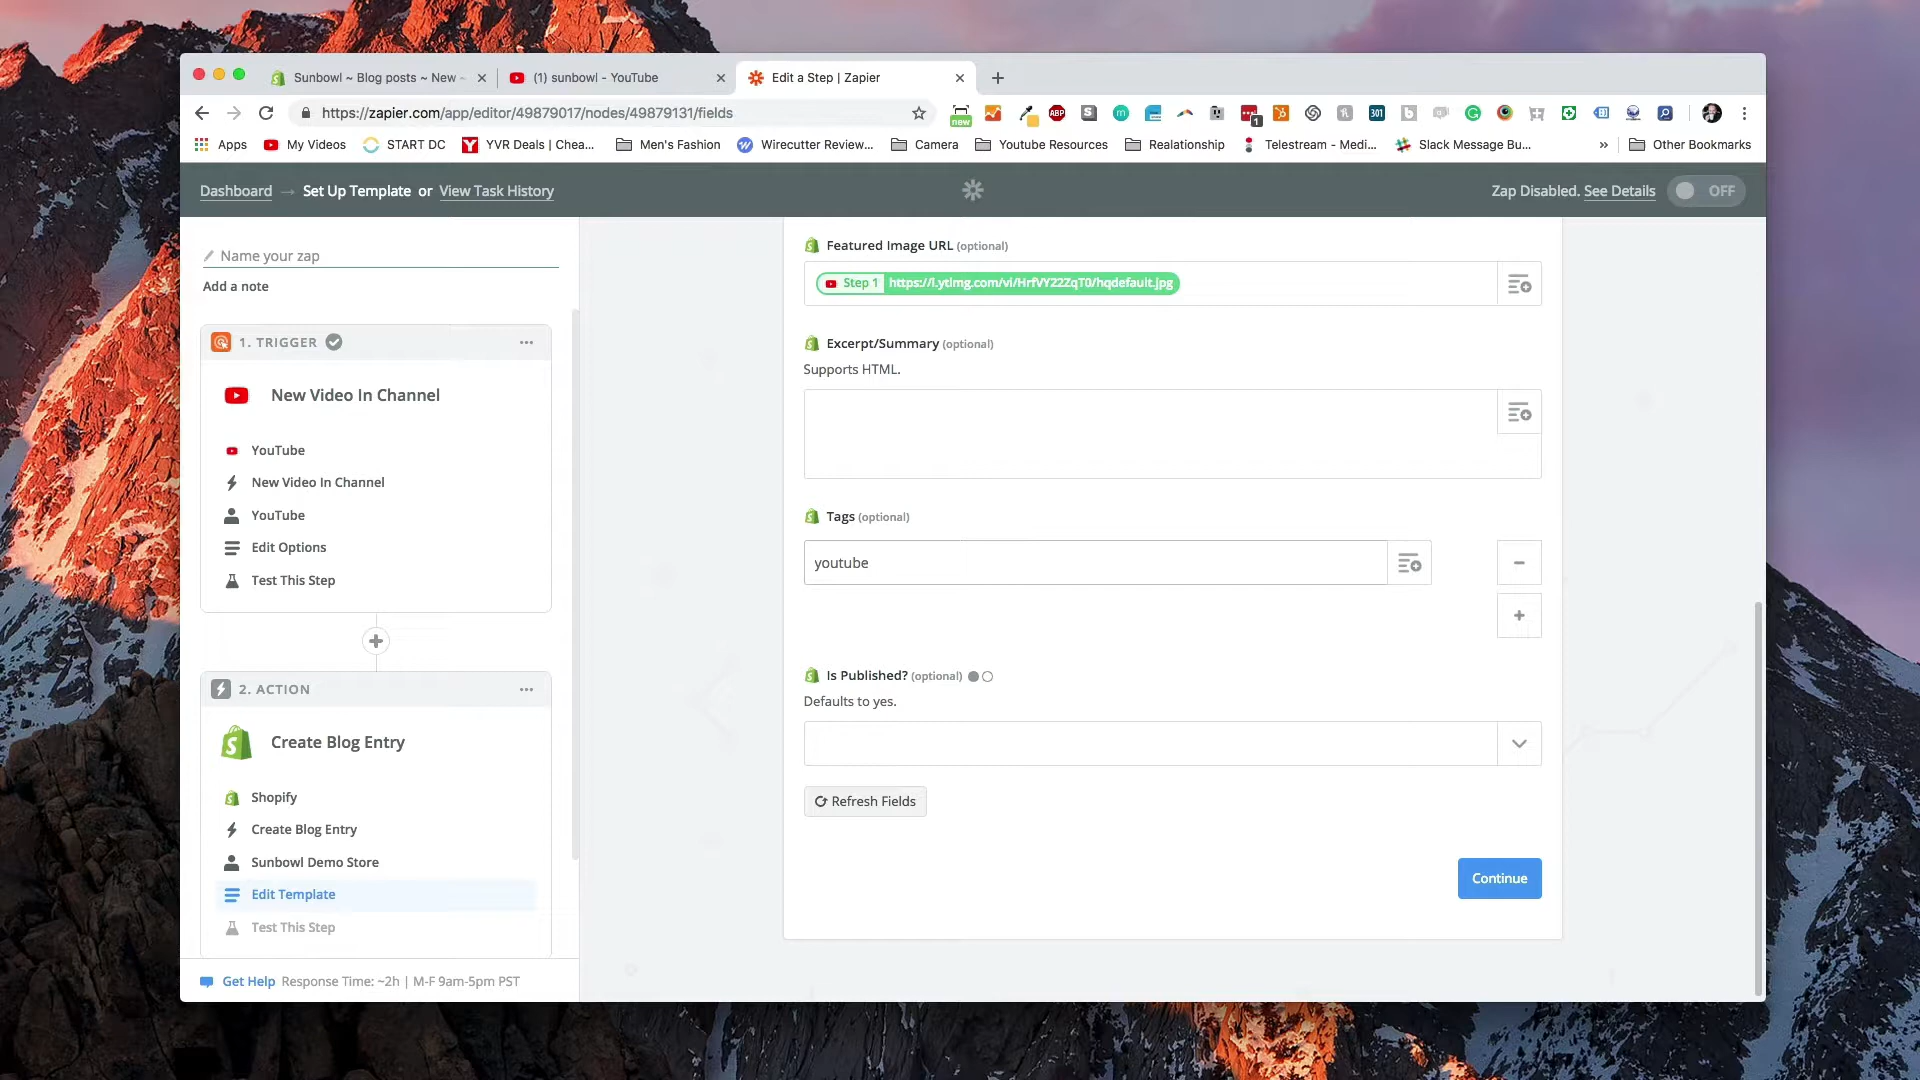 Sunbowl ~ Blog posts ~ New ~
(1) sunbowl - YouTube
Edit a Step | Zapier
https://zapier.com/app/editor/49879017/nodes/49879131/fields
new
ABP
301
1
Apps
My Videos
START DC
YVR Deals | Chea...
Men's Fashion
Wirecutter Review...
Camera
Youtube Resources
Realationship
Telestream - Medi...
Slack Message Bu...
»
Other Bookmarks
Dashboard → Set Up Template or View Task History
Zap Disabled. See Details
OFF
Name your zap
Add a note
1. TRIGGER
New Video In Channel
YouTube
New Video In Channel
YouTube
Edit Options
Test This Step
2. ACTION
Create Blog Entry
Shopify
Create Blog Entry
Sunbowl Demo Store
Edit Template
Test This Step
Get Help Response Time: ~2h | M-F 9am-5pm PST
Featured Image URL (optional)
Step 1 https://i.ytimg.com/vi/HrfVY22ZqT0/hqdefault.jpg
Excerpt/Summary (optional)
Supports HTML.
Tags (optional)
youtube
Is Published? (optional)
Defaults to yes.
Refresh Fields
Continue